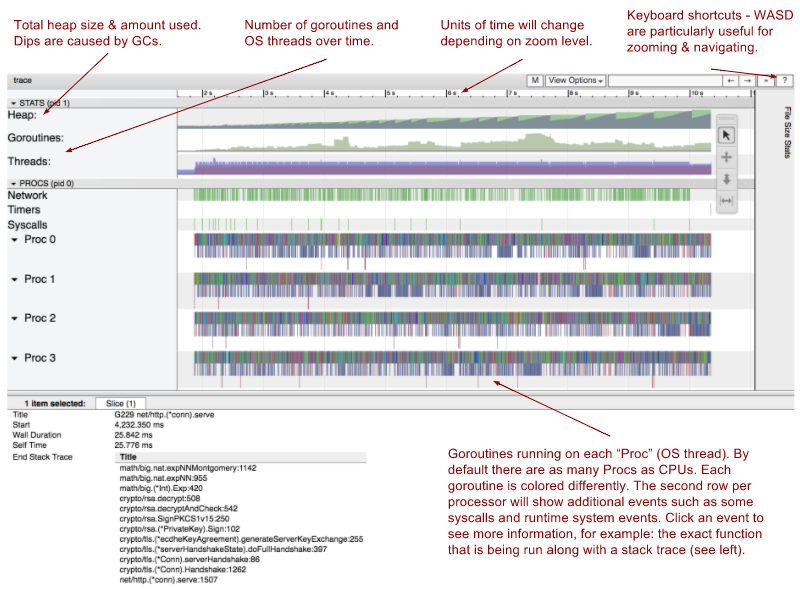 Total heap size & amount used.
Dips are caused by GCs.
Number of goroutines and
OS threads over time.
Units of time will change
depending on zoom level.
Keyboard shortcuts - WASD
are particularly useful for
zooming & navigating.
trace
M
View Options
← → ?
2s 3s 4s 5s 6s 7s 8s 9s 10s
STATS (pid 1)
Heap:
Goroutines:
Threads:
PROCS (pid 0)
Network
Timers
Syscalls
Proc 0
Proc 1
Proc 2
Proc 3
File Size Stats
1 item selected: Slice (1)
Title G229 net/http.(*conn).serve
Start 4,232.350 ms
Wall Duration 25.842 ms
Self Time 25.776 ms
End Stack Trace Title
math/big.nat.expNNMontgomery:1142
math/big.nat.expNN:955
math/big.(*Int).Exp:420
crypto/rsa.decrypt:508
crypto/rsa.decryptAndCheck:542
crypto/rsa.SignPKCS1v15:250
crypto/rsa.(*PrivateKey).Sign:102
crypto/tls.(*ecdheKeyAgreement).generateServerKeyExchange:255
crypto/tls.(*serverHandshakeState).doFullHandshake:397
crypto/tls.(*Conn).serverHandshake:86
crypto/tls.(*Conn).Handshake:1262
net/http.(*conn).serve:1507
Goroutines running on each “Proc” (OS thread). By
default there are as many Procs as CPUs. Each
goroutine is colored differently. The second row per
processor will show additional events such as some
syscalls and runtime system events. Click an event to
see more information, for example: the exact function
that is being run along with a stack trace (see left).